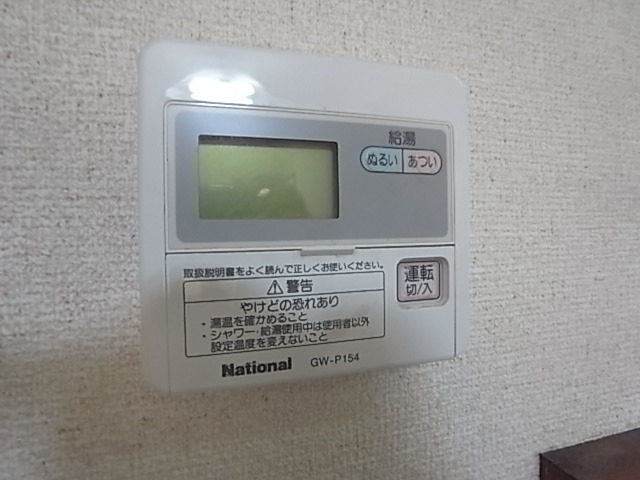 給湯
ぬるい あつい
取扱説明書をよく読んで正しくお使いください。
⚠警告
やけどの恐れあり
・湯温を確かめること
・シャワー・給湯使用中は使用者以外
設定温度を変えないこと
運転
切/入
National GW-P154